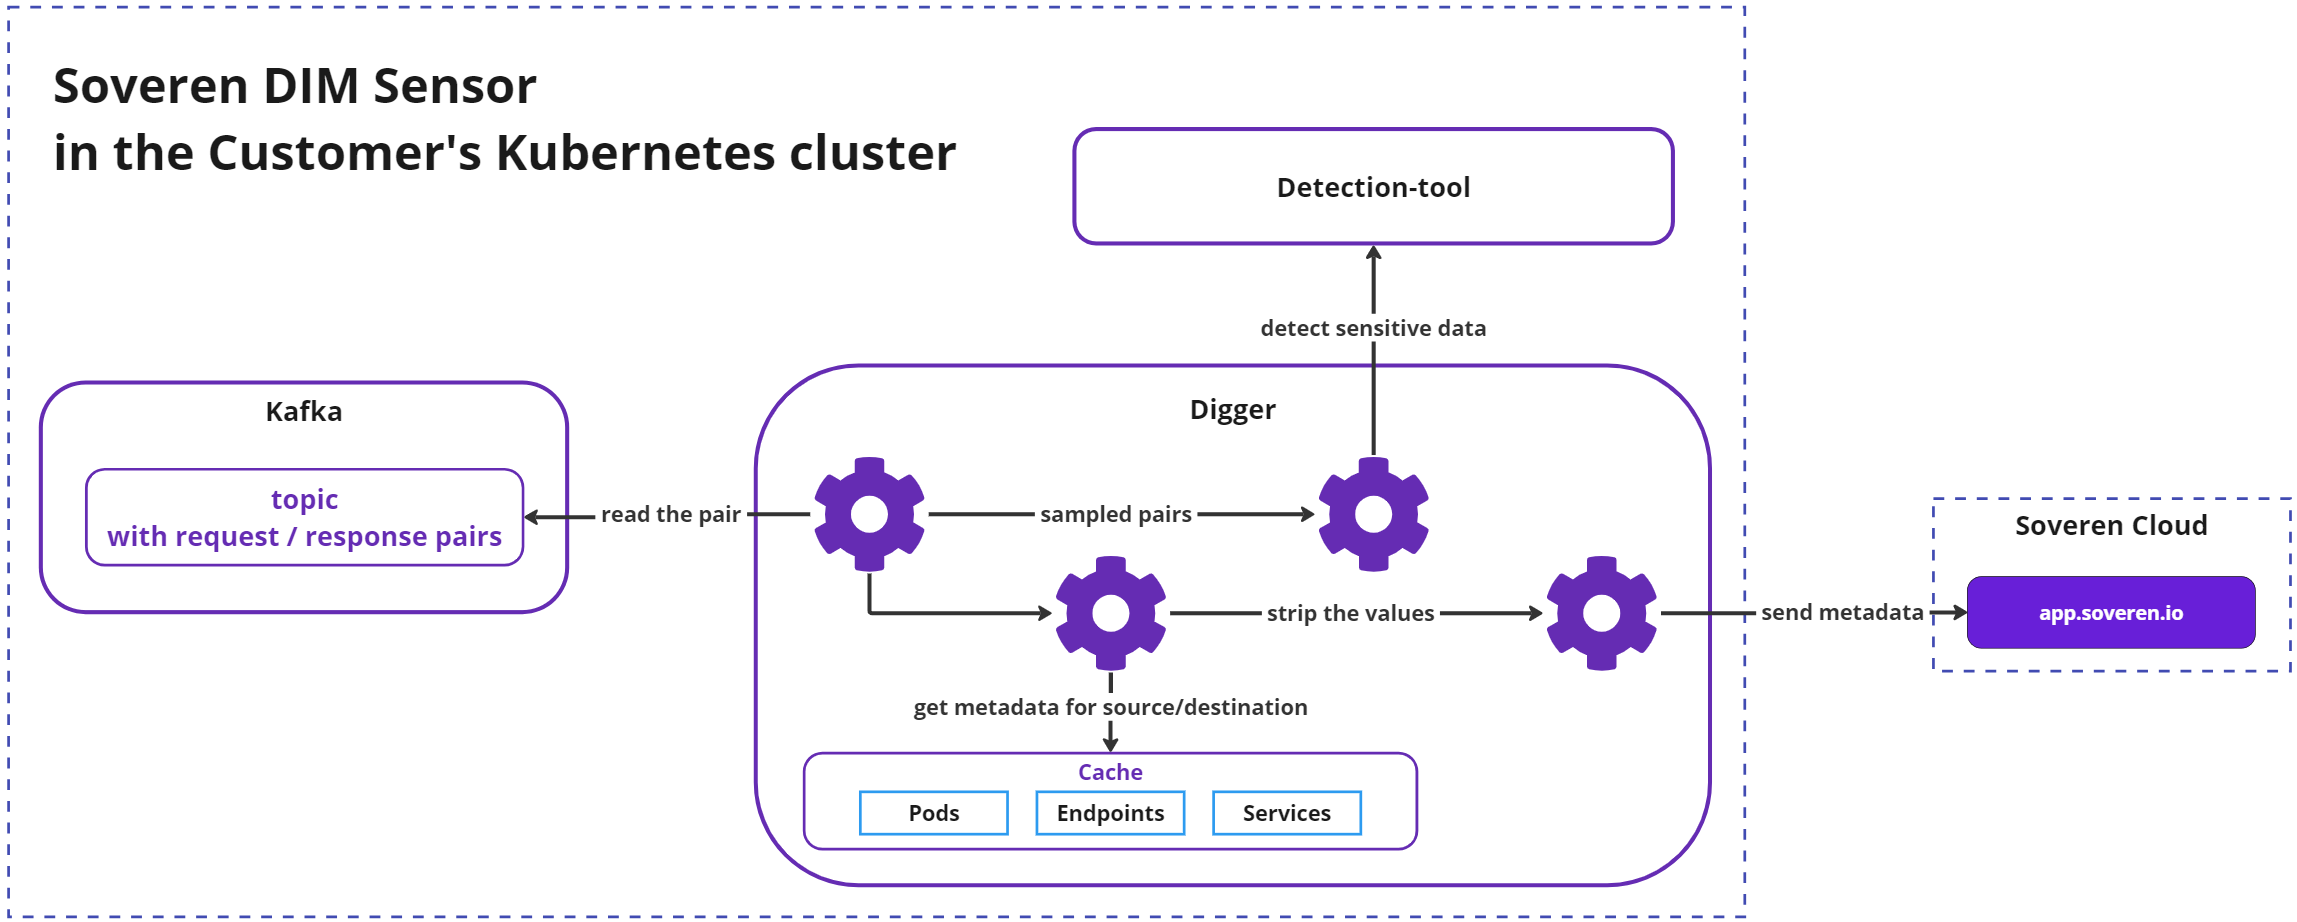 Soveren DIM Sensor
in the Customer's Kubernetes cluster
Detection-tool
detect sensitive data
Kafka
topic
with request / response pairs
read the pair
Digger
sampled pairs
strip the values
get metadata for source/destination
Cache
Pods
Endpoints
Services
send metadata
Soveren Cloud
app.soveren.io